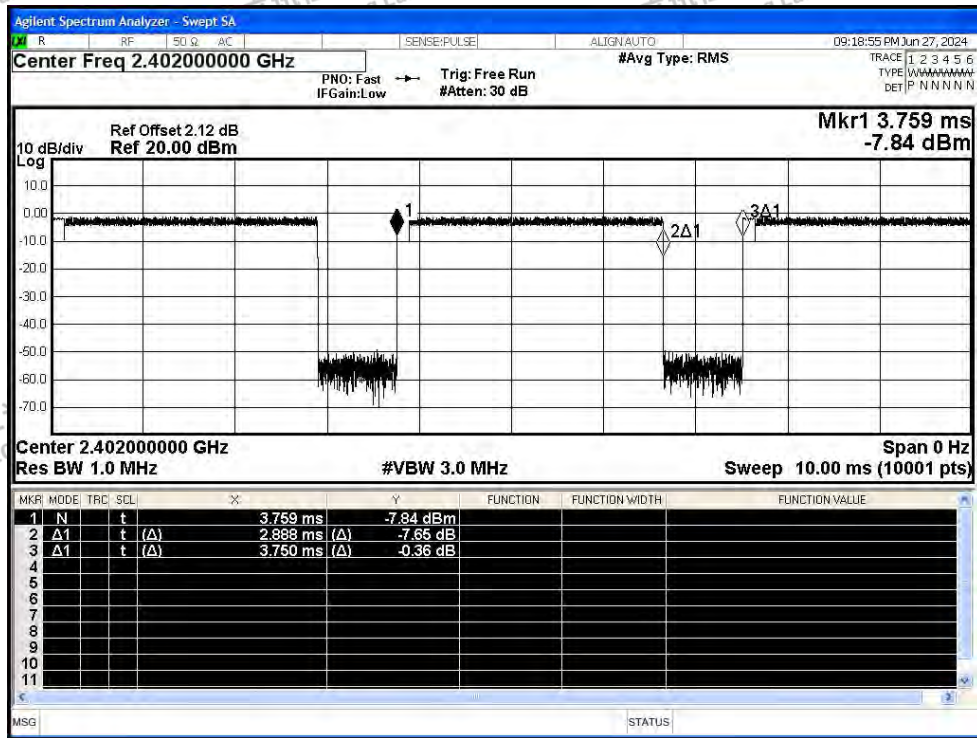 Agilent Spectrum Analyzer - Swept SA
LXI R RF 50 Ω AC SENSE:PULSE ALIGN AUTO 09:18:55 PM Jun 27, 2024
Center Freq 2.402000000 GHz #Avg Type: RMS TRACE 1 2 3 4 5 6
PNO: Fast Trig: Free Run TYPE WWWWWW
IFGain:Low #Atten: 30 dB DET P N N N N N
Mkr1 3.759 ms
-7.84 dBm
Ref Offset 2.12 dB
10 dB/div Ref 20.00 dBm
Log
10.0
0.00
-10.0
-20.0
-30.0
-40.0
-50.0
-60.0
-70.0
1
2Δ1
3Δ1
Center 2.402000000 GHz Span 0 Hz
Res BW 1.0 MHz #VBW 3.0 MHz Sweep 10.00 ms (10001 pts)
MKR MODE TRC SCL X Y FUNCTION FUNCTION WIDTH FUNCTION VALUE
1 N t 3.759 ms -7.84 dBm
2 Δ1 t (Δ) 2.888 ms (Δ) -7.65 dB
3 Δ1 t (Δ) 3.750 ms (Δ) -0.36 dB
4
5
6
7
8
9
10
11
MSG STATUS